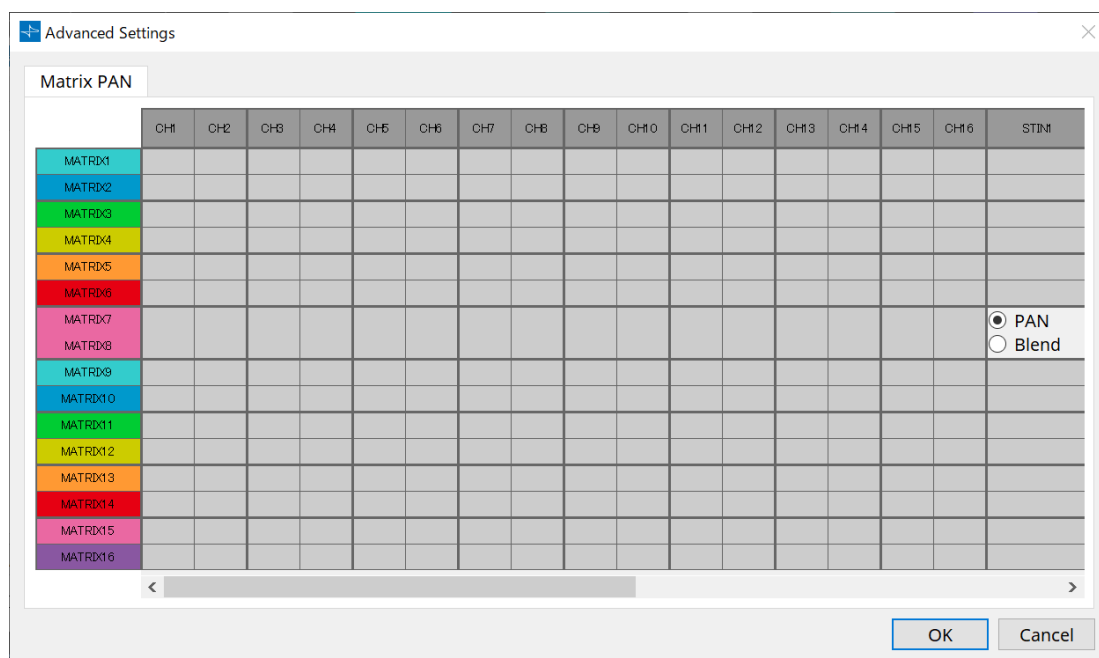 Advanced Settings
Matrix PAN
CH1 CH2 CH3 CH4 CH5 CH6 CH7 CH8 CH9 CH10 CH11 CH12 CH13 CH14 CH15 CH16 STIN1
MATRIX1
MATRIX2
MATRIX3
MATRIX4
MATRIX5
MATRIX6
MATRIX7 PAN
MATRIX8 Blend
MATRIX9
MATRIX10
MATRIX11
MATRIX12
MATRIX13
MATRIX14
MATRIX15
MATRIX16
OK Cancel